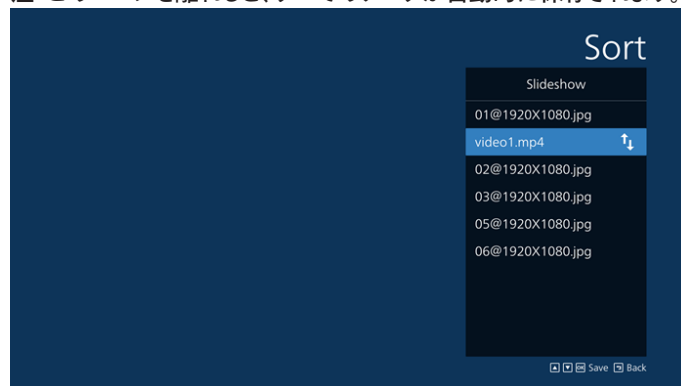 Sort
Slideshow
01@1920X1080.jpg
video1.mp4
02@1920X1080.jpg
03@1920X1080.jpg
05@1920X1080.jpg
06@1920X1080.jpg
OK Save Back